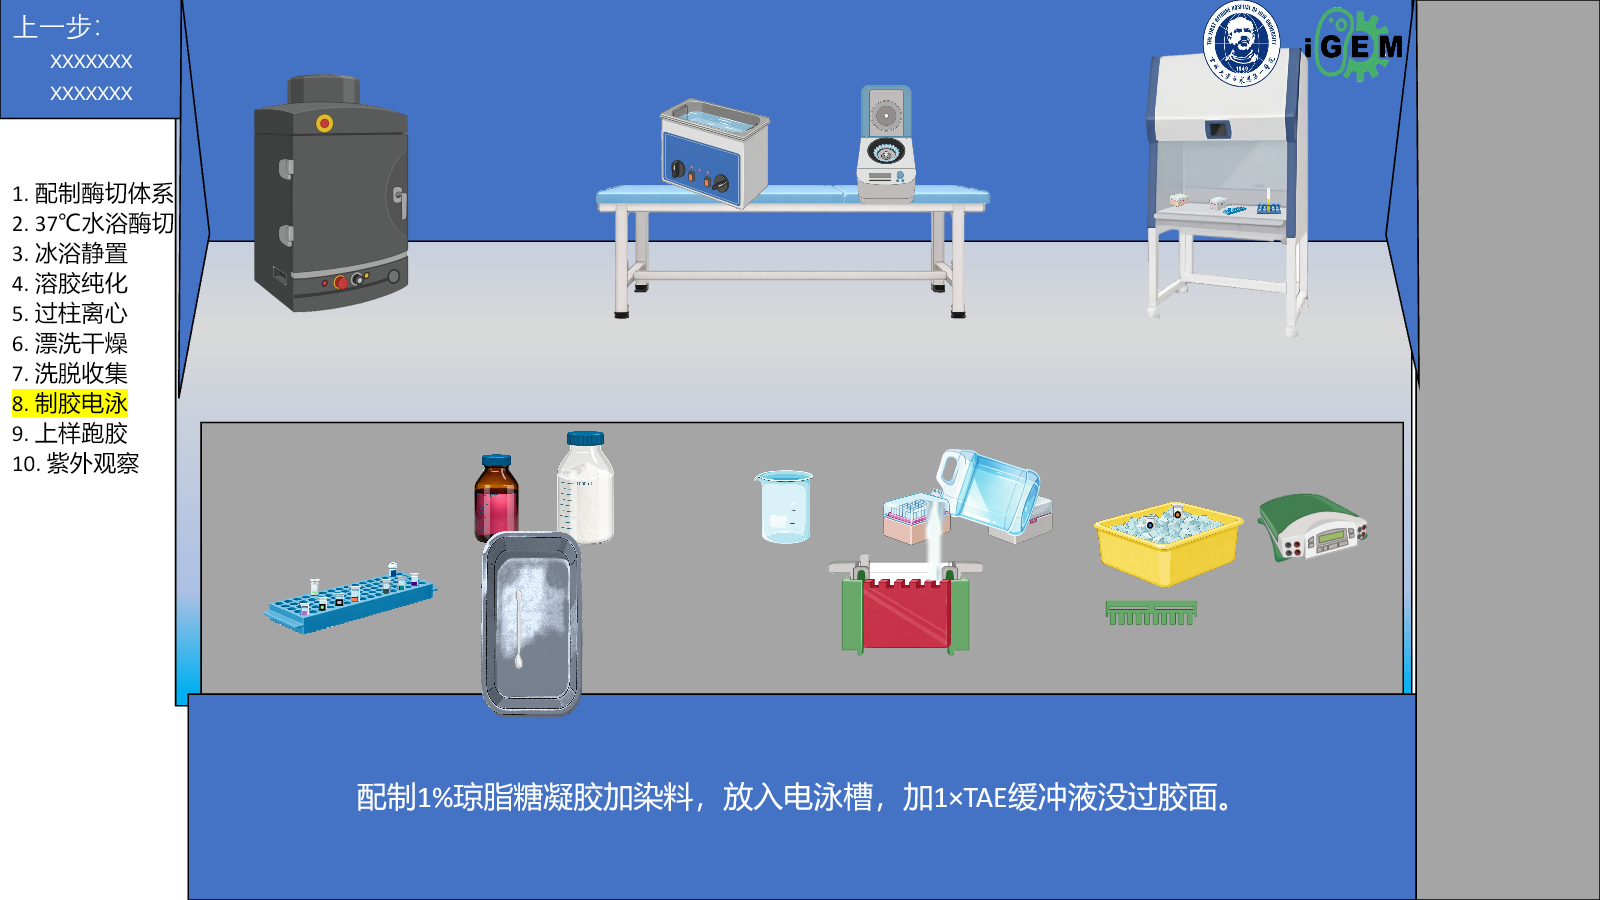 上一步：
XXXXXXX
XXXXXXX
1. 配制酶切体系
2. 37℃水浴酶切
3. 冰浴静置
4. 溶胶纯化
5. 过柱离心
6. 漂洗干燥
7. 洗脱收集
8. 制胶电泳
9. 上样跑胶
10. 紫外观察
iGEM
1949
配制1%琼脂糖凝胶加染料，放入电泳槽，加1×TAE缓冲液没过胶面。